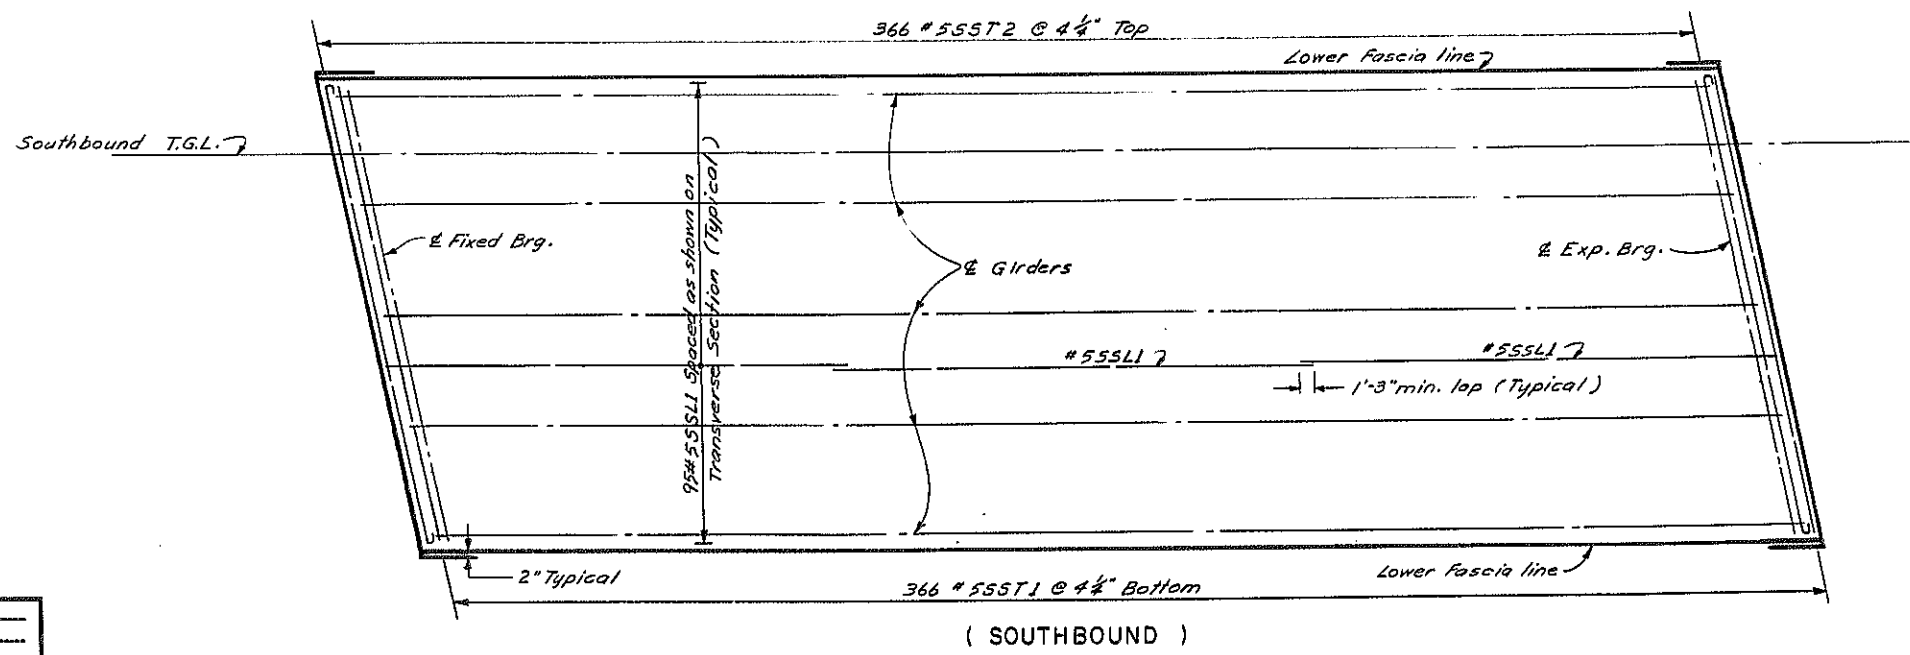 366 #5SST2 @ 4¼" Top
Lower Fascia line
Southbound T.G.L.
95#5SSL1 Spaced as shown on
Transverse Section (Typical)
℄ Fixed Brg.
℄ Girders
℄ Exp. Brg.
#5SSL1
#5SSL1
1'-3" min. lap (Typical)
2" Typical
Lower Fascia line
366 #5SST1 @ 4¼" Bottom
( SOUTHBOUND )